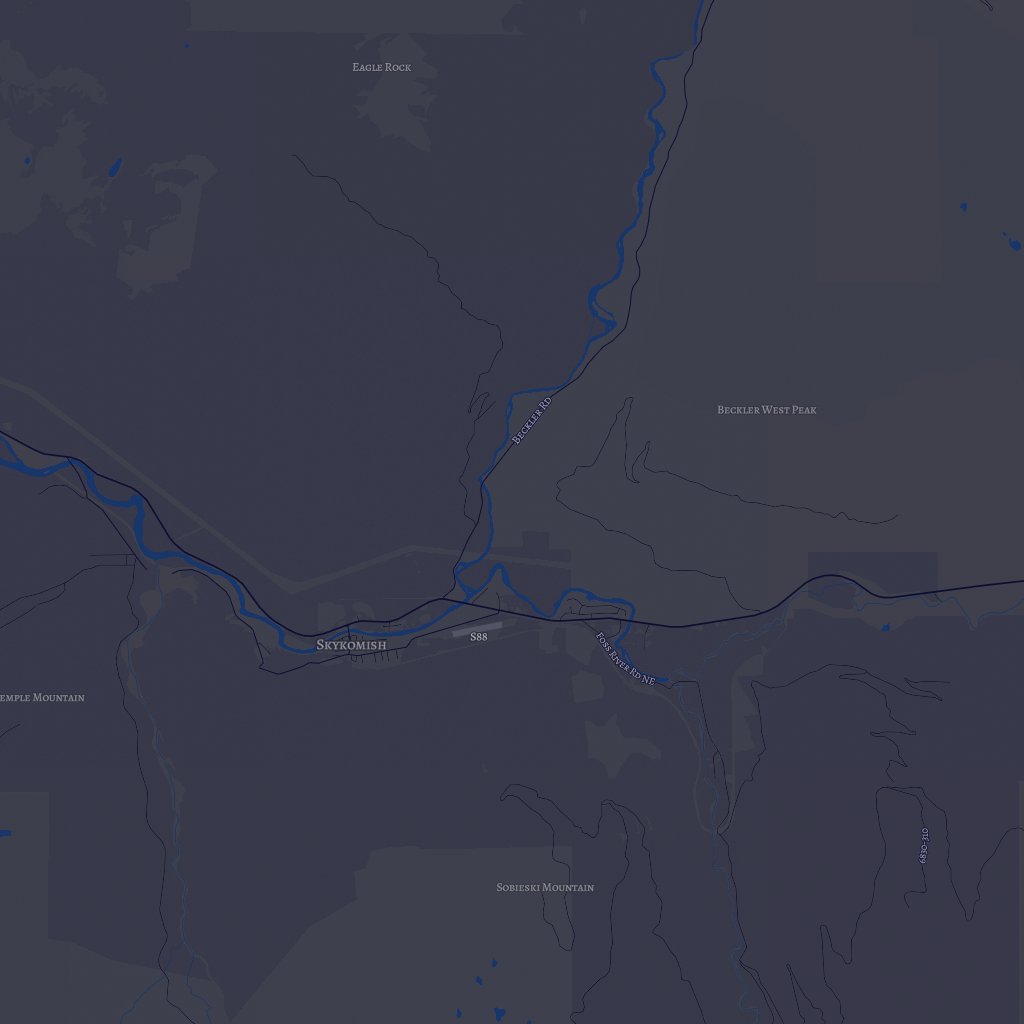 Eagle Rock
Beckler West Peak
Beckler Rd
Skykomish
S88
Foss River Rd NE
emple Mountain
6830-310
Sobieski Mountain